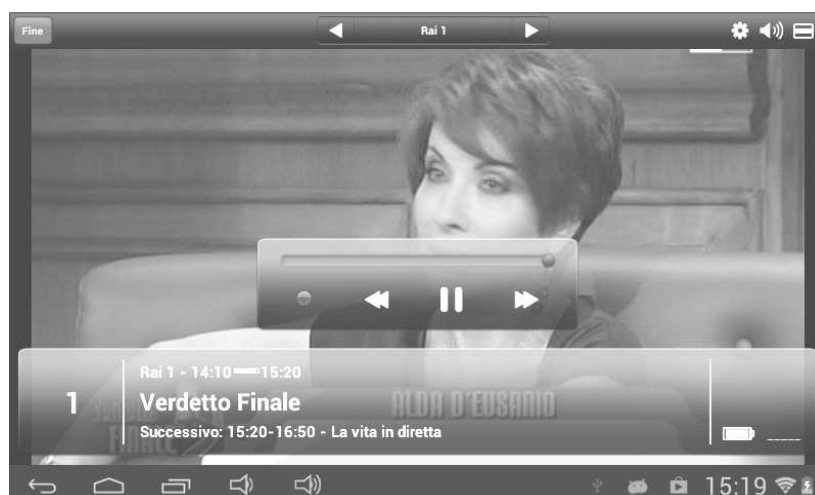 Fine
Rai 1
Rai 1 - 14:10 15:20
1
Verdetto Finale
ALDA D'EUSANIO
FINALE
Successivo: 15:20-16:50 - La vita in diretta
15:19